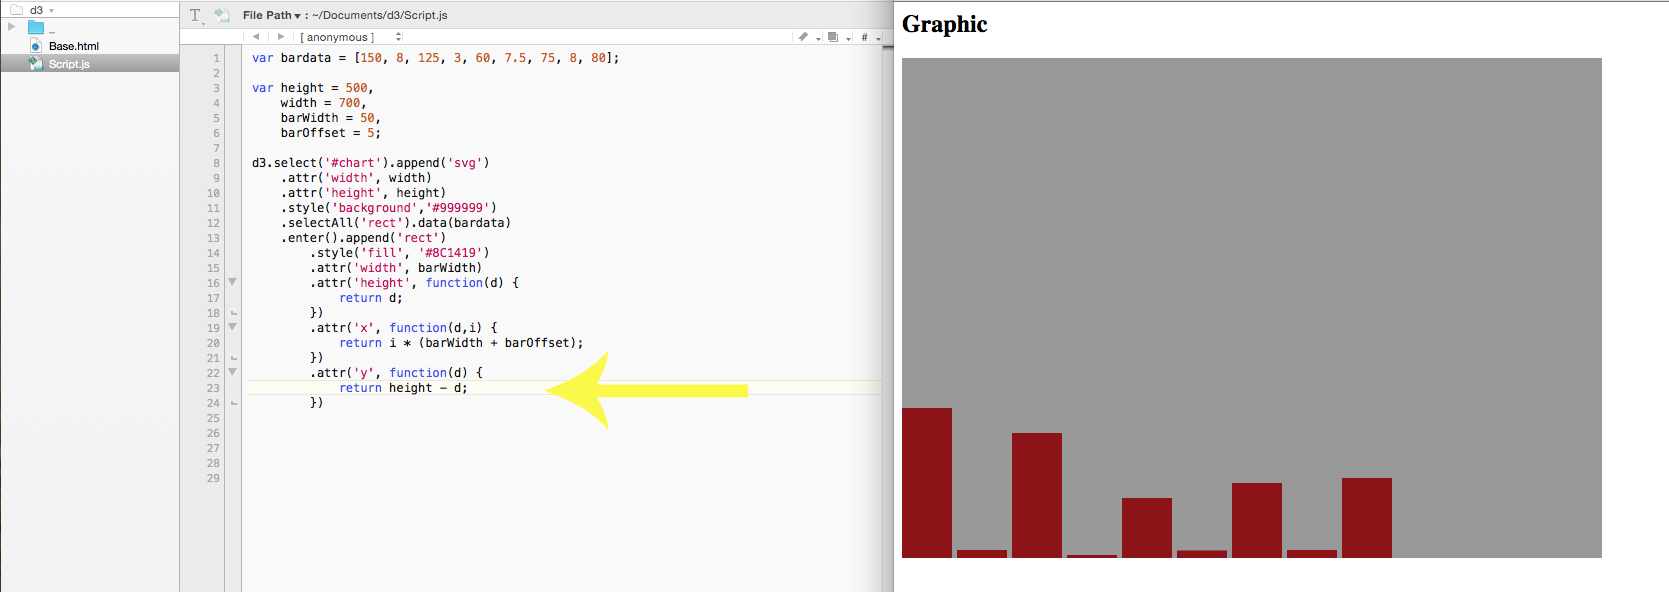 d3
_
Base.html
Script.js
T File Path ▾ : ~/Documents/d3/Script.js
[ anonymous ] #
1 var bardata = [150, 8, 125, 3, 60, 7.5, 75, 8, 80];
2
3 var height = 500,
4     width = 700,
5     barWidth = 50,
6     barOffset = 5;
7
8 d3.select('#chart').append('svg')
9     .attr('width', width)
10     .attr('height', height)
11     .style('background','#999999')
12     .selectAll('rect').data(bardata)
13     .enter().append('rect')
14         .style('fill', '#8C1419')
15         .attr('width', barWidth)
16         .attr('height', function(d) {
17             return d;
18         })
19         .attr('x', function(d,i) {
20             return i * (barWidth + barOffset);
21         })
22         .attr('y', function(d) {
23             return height - d;
24         })
25
26
27
28
29
Graphic